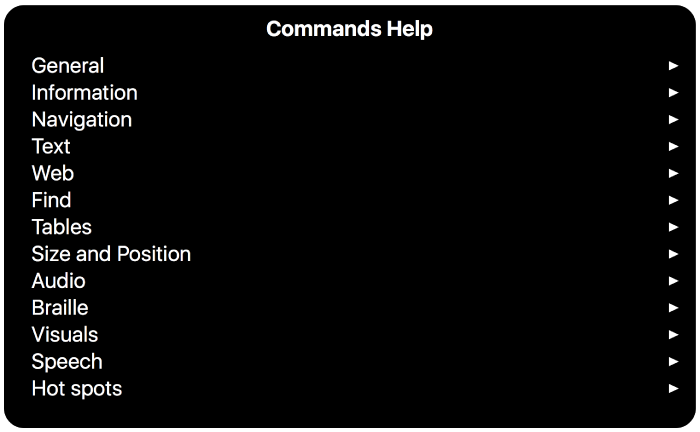 Commands Help
General ▶
Information ▶
Navigation ▶
Text ▶
Web ▶
Find ▶
Tables ▶
Size and Position ▶
Audio ▶
Braille ▶
Visuals ▶
Speech ▶
Hot spots ▶